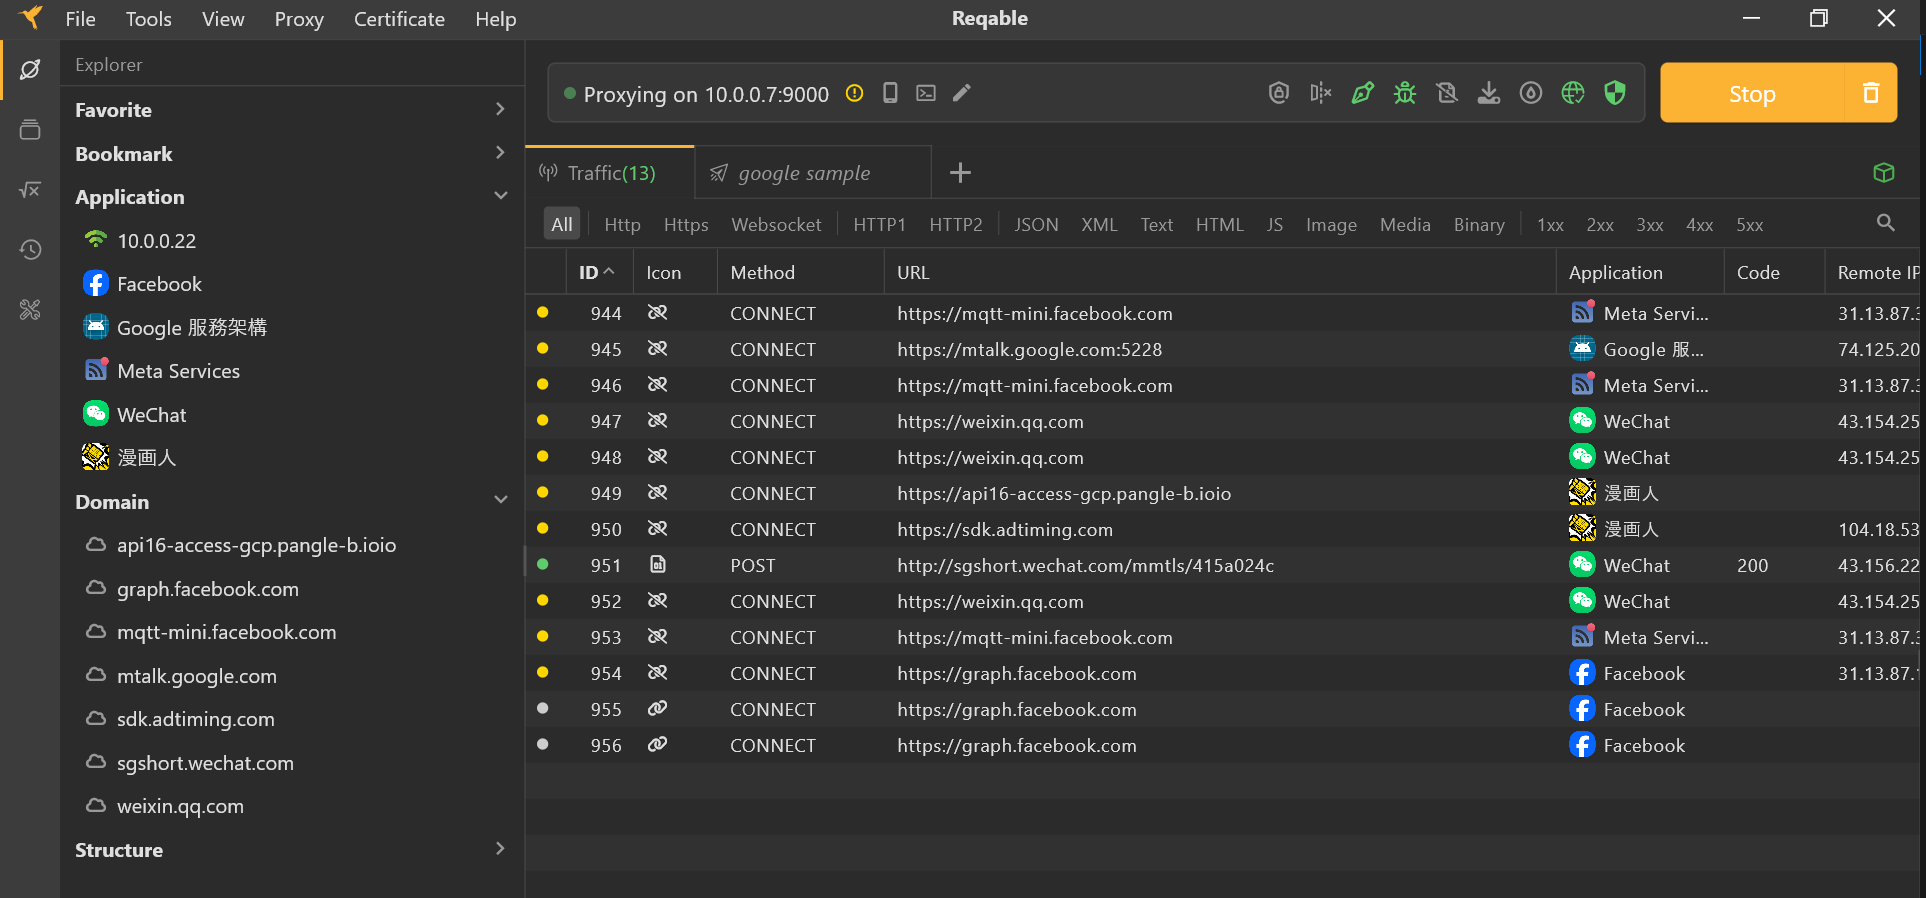 File Tools View Proxy Certificate Help Reqable
Explorer
Favorite
Bookmark
Application
10.0.0.22
Facebook
Google 服務架構
Meta Services
WeChat
漫画人
Domain
api16-access-gcp.pangle-b.ioio
graph.facebook.com
mqtt-mini.facebook.com
mtalk.google.com
sdk.adtiming.com
sgshort.wechat.com
weixin.qq.com
Structure
Proxying on 10.0.0.7:9000 Stop
Traffic(13) google sample
All Http Https Websocket HTTP1 HTTP2 JSON XML Text HTML JS Image Media Binary 1xx 2xx 3xx 4xx 5xx
ID Icon Method URL Application Code Remote IP
944 CONNECT https://mqtt-mini.facebook.com Meta Servi... 31.13.87.3
945 CONNECT https://mtalk.google.com:5228 Google 服... 74.125.20
946 CONNECT https://mqtt-mini.facebook.com Meta Servi... 31.13.87.3
947 CONNECT https://weixin.qq.com WeChat 43.154.25
948 CONNECT https://weixin.qq.com WeChat 43.154.25
949 CONNECT https://api16-access-gcp.pangle-b.ioio 漫画人
950 CONNECT https://sdk.adtiming.com 漫画人 104.18.53
951 POST http://sgshort.wechat.com/mmtls/415a024c WeChat 200 43.156.22
952 CONNECT https://weixin.qq.com WeChat 43.154.25
953 CONNECT https://mqtt-mini.facebook.com Meta Servi... 31.13.87.3
954 CONNECT https://graph.facebook.com Facebook 31.13.87.1
955 CONNECT https://graph.facebook.com Facebook
956 CONNECT https://graph.facebook.com Facebook